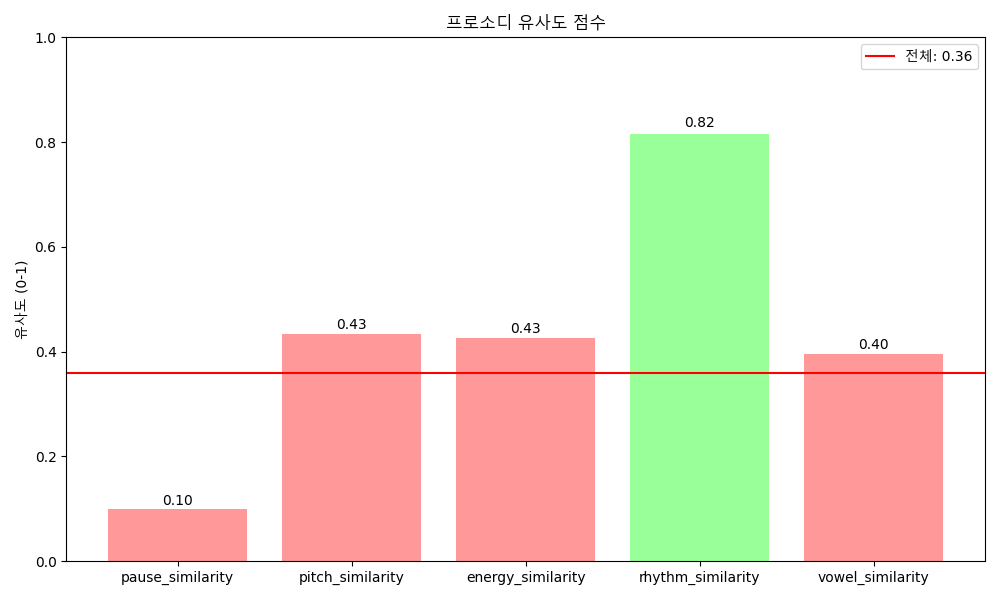 프로소디 유사도 점수
전체: 0.36
유사도 (0-1)
1.0
0.8
0.6
0.4
0.2
0.0
0.10
0.43
0.43
0.82
0.40
pause_similarity
pitch_similarity
energy_similarity
rhythm_similarity
vowel_similarity